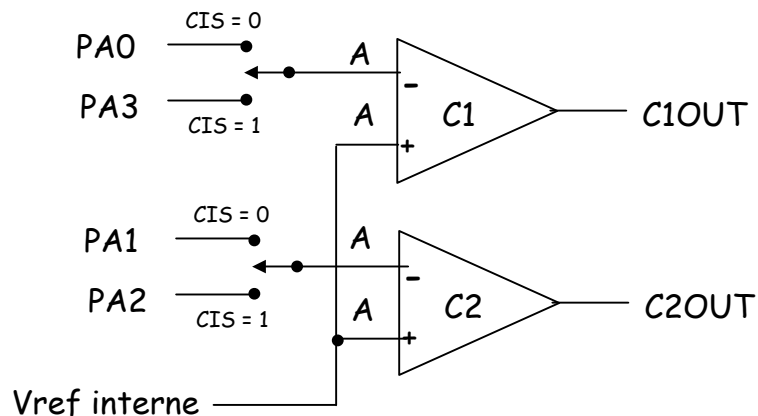 CIS = 0
PA0
A
-
PA3
CIS = 1
A
+
C1
C1OUT
CIS = 0
PA1
A
-
PA2
CIS = 1
A
+
C2
C2OUT
Vref interne